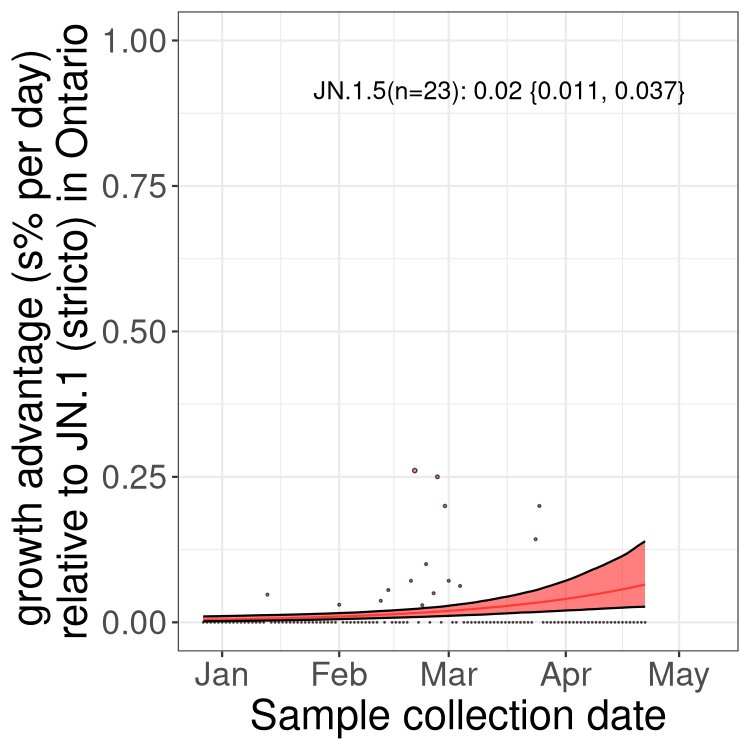 growth advantage (s% per day)
relative to JN.1 (stricto) in Ontario
1.00
0.75
0.50
0.25
0.00
JN.1.5(n=23): 0.02 {0.011, 0.037}
Jan Feb Mar Apr May
Sample collection date